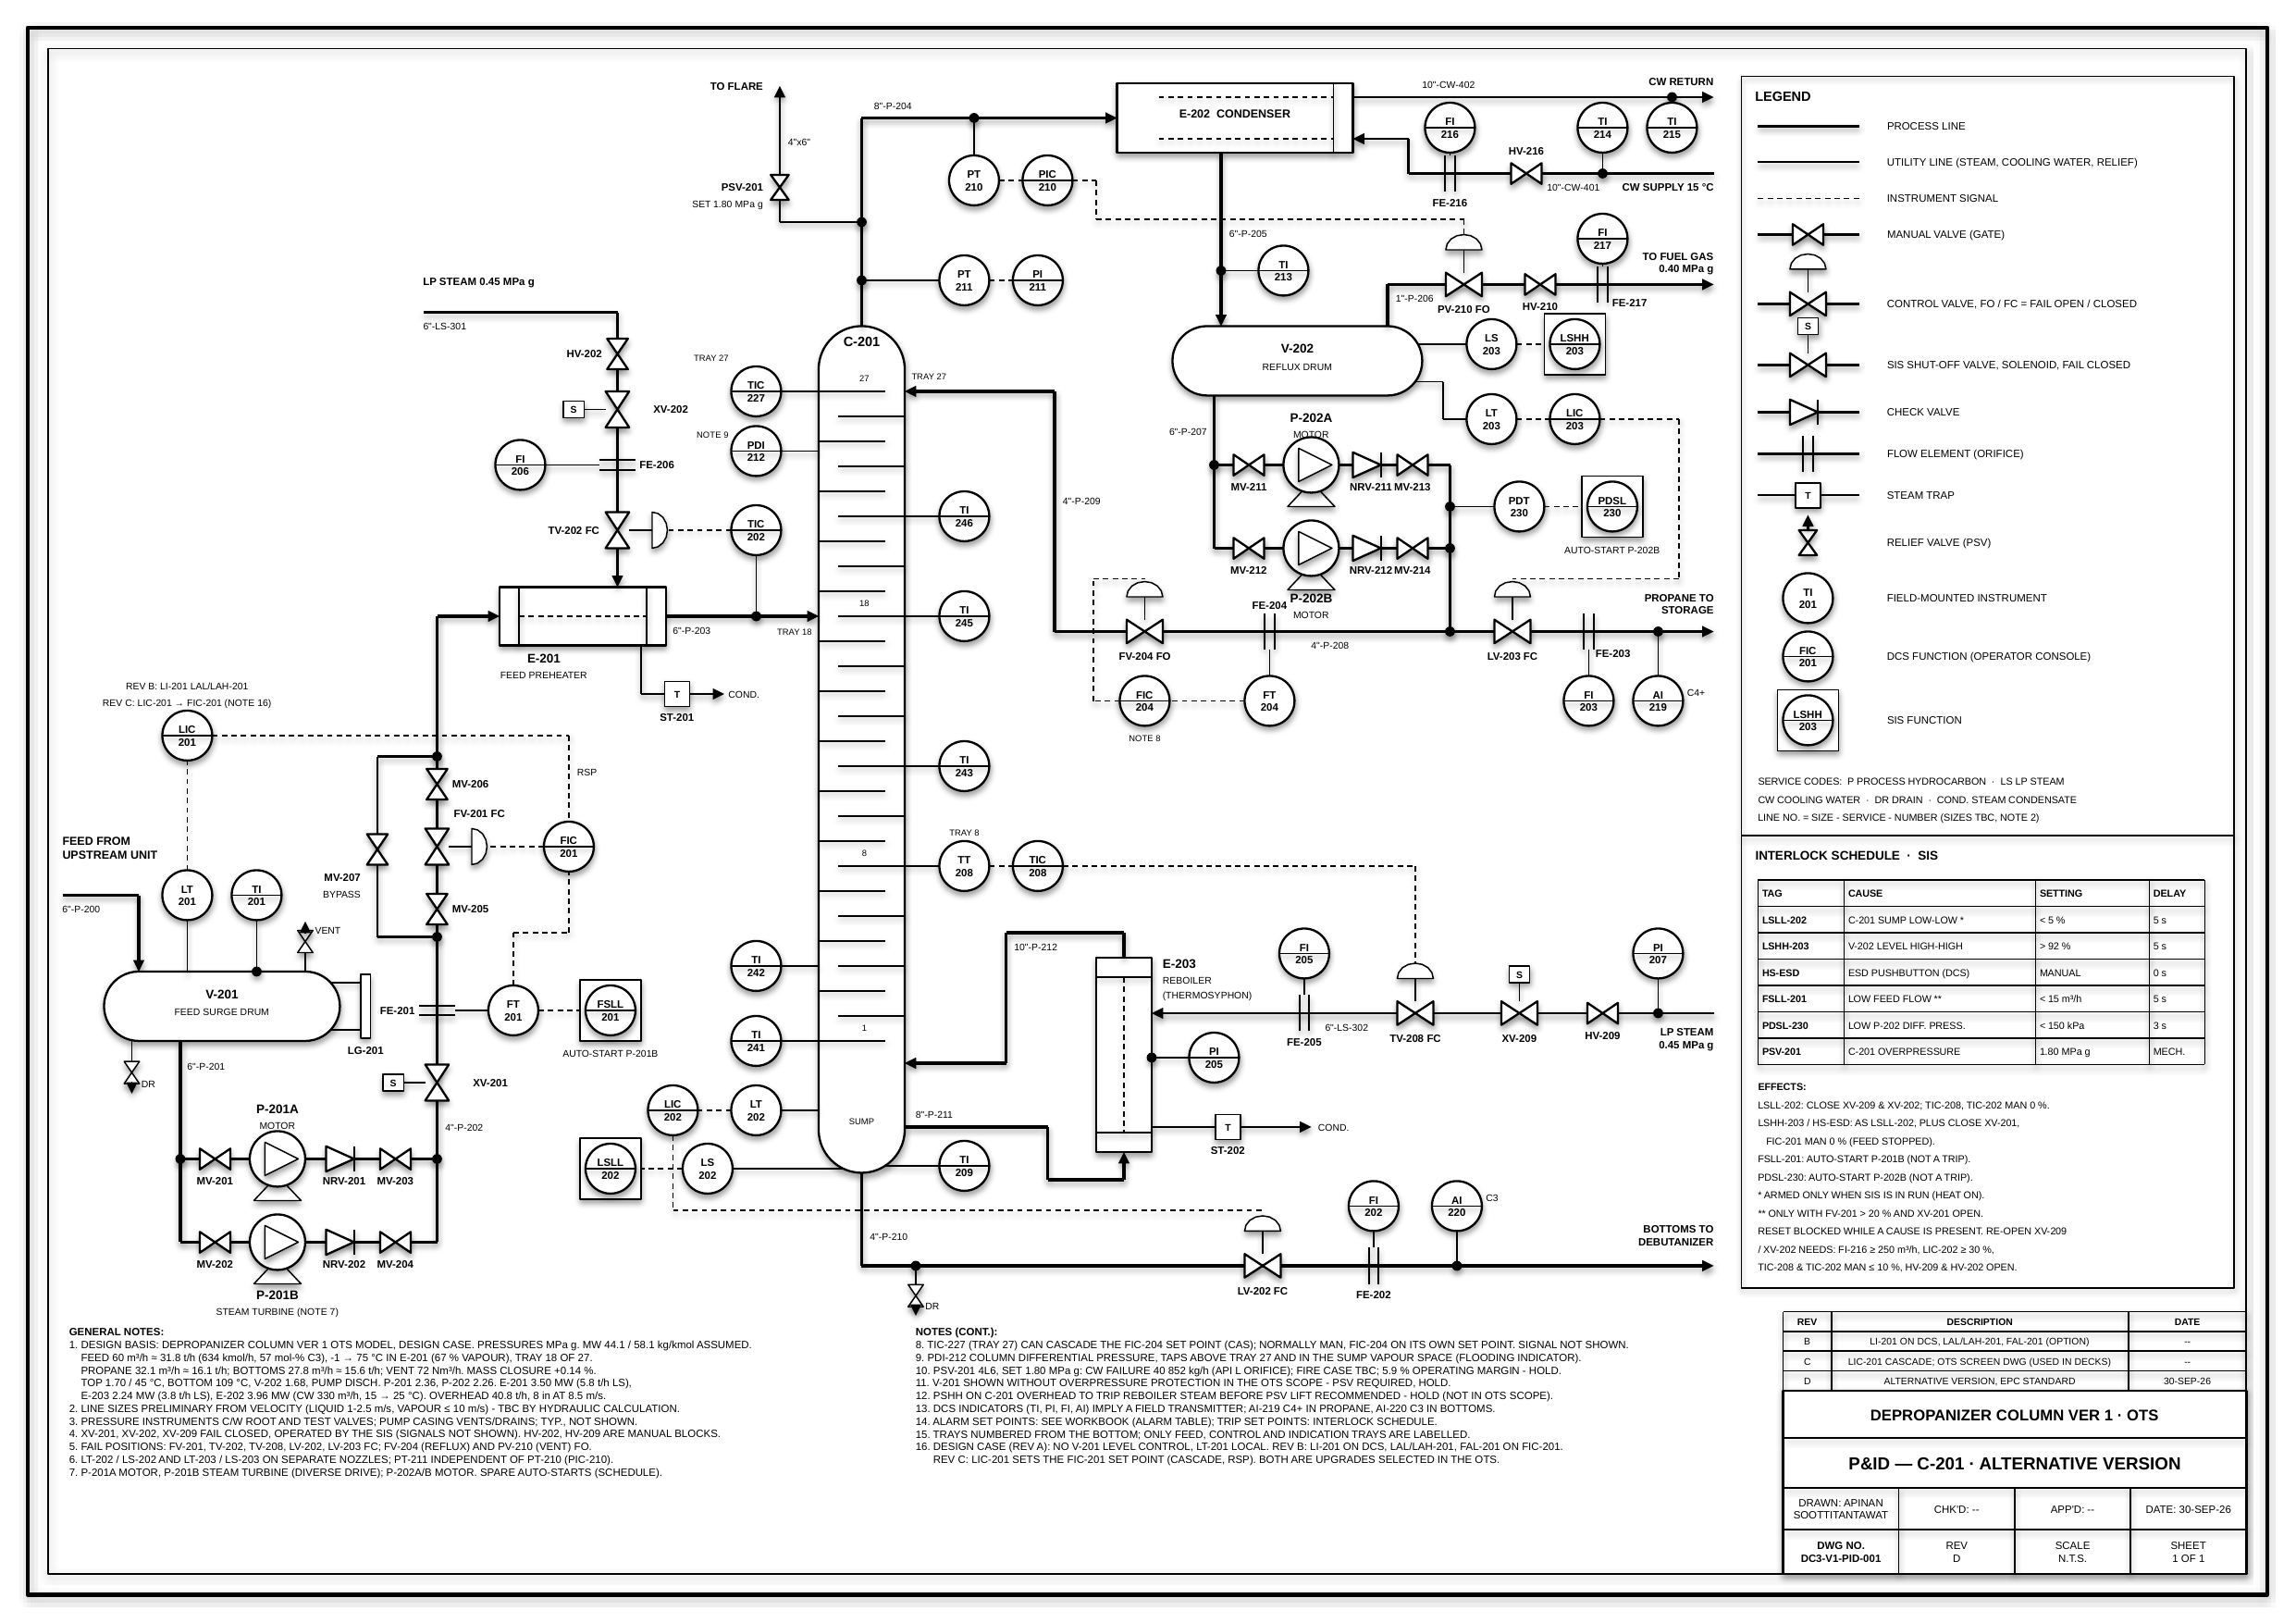 TO FLARE
4"x6"
PSV-201
SET 1.80 MPa g
8"-P-204
PT
210
PIC
210
PT
211
PI
211
E-202 CONDENSER
10"-CW-402
CW RETURN
FI
216
TI
214
TI
215
HV-216
10"-CW-401
CW SUPPLY 15 °C
FE-216
6"-P-205
TI
213
FI
217
TO FUEL GAS
0.40 MPa g
1"-P-206
PV-210 FO
HV-210
FE-217
V-202
REFLUX DRUM
LS
203
LSHH
203
LT
203
LIC
203
LP STEAM 0.45 MPa g
6"-LS-301
HV-202
S
XV-202
FI
206
FE-206
TV-202 FC
TIC
202
TRAY 27
TIC
227
NOTE 9
PDI
212
C-201
27
TRAY 27
18
8
1
SUMP
TI
246
TI
245
TI
243
4"-P-209
6"-P-207
P-202A
MOTOR
MV-211
NRV-211
MV-213
MV-212
NRV-212
MV-214
P-202B
MOTOR
PDT
230
PDSL
230
AUTO-START P-202B
FE-204
FV-204 FO
4"-P-208
LV-203 FC
FE-203
PROPANE TO
STORAGE
FIC
204
NOTE 8
FT
204
FI
203
AI
219
C4+
E-201
FEED PREHEATER
6"-P-203
TRAY 18
T
ST-201
COND.
REV B: LI-201 LAL/LAH-201
REV C: LIC-201 → FIC-201 (NOTE 16)
LIC
201
RSP
MV-206
FV-201 FC
FIC
201
MV-207
BYPASS
MV-205
FEED FROM
UPSTREAM UNIT
6"-P-200
LT
201
TI
201
VENT
V-201
FEED SURGE DRUM
LG-201
DR
6"-P-201
FE-201
FT
201
FSLL
201
AUTO-START P-201B
S
XV-201
4"-P-202
P-201A
MOTOR
MV-201
NRV-201
MV-203
MV-202
NRV-202
MV-204
P-201B
STEAM TURBINE (NOTE 7)
TRAY 8
TT
208
TIC
208
TI
242
TI
241
LIC
202
LT
202
LSLL
202
LS
202
TI
209
10"-P-212
E-203
REBOILER
(THERMOSYPHON)
8"-P-211
PI
205
T
ST-202
COND.
FI
205
FE-205
6"-LS-302
TV-208 FC
S
XV-209
HV-209
PI
207
LP STEAM
0.45 MPa g
4"-P-210
DR
LV-202 FC
FI
202
FE-202
AI
220
C3
BOTTOMS TO
DEBUTANIZER
LEGEND
PROCESS LINE
UTILITY LINE (STEAM, COOLING WATER, RELIEF)
INSTRUMENT SIGNAL
MANUAL VALVE (GATE)
CONTROL VALVE, FO / FC = FAIL OPEN / CLOSED
S
SIS SHUT-OFF VALVE, SOLENOID, FAIL CLOSED
CHECK VALVE
FLOW ELEMENT (ORIFICE)
T
STEAM TRAP
RELIEF VALVE (PSV)
TI
201
FIELD-MOUNTED INSTRUMENT
FIC
201
DCS FUNCTION (OPERATOR CONSOLE)
LSHH
203
SIS FUNCTION
SERVICE CODES: P PROCESS HYDROCARBON · LS LP STEAM
CW COOLING WATER · DR DRAIN · COND. STEAM CONDENSATE
LINE NO. = SIZE - SERVICE - NUMBER (SIZES TBC, NOTE 2)
INTERLOCK SCHEDULE · SIS
TAG CAUSE SETTING DELAY
LSLL-202 C-201 SUMP LOW-LOW * < 5 % 5 s
LSHH-203 V-202 LEVEL HIGH-HIGH > 92 % 5 s
HS-ESD ESD PUSHBUTTON (DCS) MANUAL 0 s
FSLL-201 LOW FEED FLOW ** < 15 m³/h 5 s
PDSL-230 LOW P-202 DIFF. PRESS. < 150 kPa 3 s
PSV-201 C-201 OVERPRESSURE 1.80 MPa g MECH.
EFFECTS:
LSLL-202: CLOSE XV-209 & XV-202; TIC-208, TIC-202 MAN 0 %.
LSHH-203 / HS-ESD: AS LSLL-202, PLUS CLOSE XV-201,
FIC-201 MAN 0 % (FEED STOPPED).
FSLL-201: AUTO-START P-201B (NOT A TRIP).
PDSL-230: AUTO-START P-202B (NOT A TRIP).
* ARMED ONLY WHEN SIS IS IN RUN (HEAT ON).
** ONLY WITH FV-201 > 20 % AND XV-201 OPEN.
RESET BLOCKED WHILE A CAUSE IS PRESENT. RE-OPEN XV-209
/ XV-202 NEEDS: FI-216 ≥ 250 m³/h, LIC-202 ≥ 30 %,
TIC-208 & TIC-202 MAN ≤ 10 %, HV-209 & HV-202 OPEN.
GENERAL NOTES:
1. DESIGN BASIS: DEPROPANIZER COLUMN VER 1 OTS MODEL, DESIGN CASE. PRESSURES MPa g. MW 44.1 / 58.1 kg/kmol ASSUMED.
FEED 60 m³/h ≈ 31.8 t/h (634 kmol/h, 57 mol-% C3), -1 → 75 °C IN E-201 (67 % VAPOUR), TRAY 18 OF 27.
PROPANE 32.1 m³/h ≈ 16.1 t/h; BOTTOMS 27.8 m³/h ≈ 15.6 t/h; VENT 72 Nm³/h. MASS CLOSURE +0.14 %.
TOP 1.70 / 45 °C, BOTTOM 109 °C, V-202 1.68, PUMP DISCH. P-201 2.36, P-202 2.26. E-201 3.50 MW (5.8 t/h LS),
E-203 2.24 MW (3.8 t/h LS), E-202 3.96 MW (CW 330 m³/h, 15 → 25 °C). OVERHEAD 40.8 t/h, 8 in AT 8.5 m/s.
2. LINE SIZES PRELIMINARY FROM VELOCITY (LIQUID 1-2.5 m/s, VAPOUR ≤ 10 m/s) - TBC BY HYDRAULIC CALCULATION.
3. PRESSURE INSTRUMENTS C/W ROOT AND TEST VALVES; PUMP CASING VENTS/DRAINS; TYP., NOT SHOWN.
4. XV-201, XV-202, XV-209 FAIL CLOSED, OPERATED BY THE SIS (SIGNALS NOT SHOWN). HV-202, HV-209 ARE MANUAL BLOCKS.
5. FAIL POSITIONS: FV-201, TV-202, TV-208, LV-202, LV-203 FC; FV-204 (REFLUX) AND PV-210 (VENT) FO.
6. LT-202 / LS-202 AND LT-203 / LS-203 ON SEPARATE NOZZLES; PT-211 INDEPENDENT OF PT-210 (PIC-210).
7. P-201A MOTOR, P-201B STEAM TURBINE (DIVERSE DRIVE); P-202A/B MOTOR. SPARE AUTO-STARTS (SCHEDULE).
NOTES (CONT.):
8. TIC-227 (TRAY 27) CAN CASCADE THE FIC-204 SET POINT (CAS); NORMALLY MAN, FIC-204 ON ITS OWN SET POINT. SIGNAL NOT SHOWN.
9. PDI-212 COLUMN DIFFERENTIAL PRESSURE, TAPS ABOVE TRAY 27 AND IN THE SUMP VAPOUR SPACE (FLOODING INDICATOR).
10. PSV-201 4L6, SET 1.80 MPa g: CW FAILURE 40 852 kg/h (API L ORIFICE); FIRE CASE TBC; 5.9 % OPERATING MARGIN - HOLD.
11. V-201 SHOWN WITHOUT OVERPRESSURE PROTECTION IN THE OTS SCOPE - PSV REQUIRED, HOLD.
12. PSHH ON C-201 OVERHEAD TO TRIP REBOILER STEAM BEFORE PSV LIFT RECOMMENDED - HOLD (NOT IN OTS SCOPE).
13. DCS INDICATORS (TI, PI, FI, AI) IMPLY A FIELD TRANSMITTER; AI-219 C4+ IN PROPANE, AI-220 C3 IN BOTTOMS.
14. ALARM SET POINTS: SEE WORKBOOK (ALARM TABLE); TRIP SET POINTS: INTERLOCK SCHEDULE.
15. TRAYS NUMBERED FROM THE BOTTOM; ONLY FEED, CONTROL AND INDICATION TRAYS ARE LABELLED.
16. DESIGN CASE (REV A): NO V-201 LEVEL CONTROL, LT-201 LOCAL. REV B: LI-201 ON DCS, LAL/LAH-201, FAL-201 ON FIC-201.
REV C: LIC-201 SETS THE FIC-201 SET POINT (CASCADE, RSP). BOTH ARE UPGRADES SELECTED IN THE OTS.
REV DESCRIPTION DATE
B LI-201 ON DCS, LAL/LAH-201, FAL-201 (OPTION) --
C LIC-201 CASCADE; OTS SCREEN DWG (USED IN DECKS) --
D ALTERNATIVE VERSION, EPC STANDARD 30-SEP-26
DEPROPANIZER COLUMN VER 1 · OTS
P&ID — C-201 · ALTERNATIVE VERSION
DRAWN: APINAN
SOOTTITANTAWAT
CHK'D: --
APP'D: --
DATE: 30-SEP-26
DWG NO.
DC3-V1-PID-001
REV
D
SCALE
N.T.S.
SHEET
1 OF 1